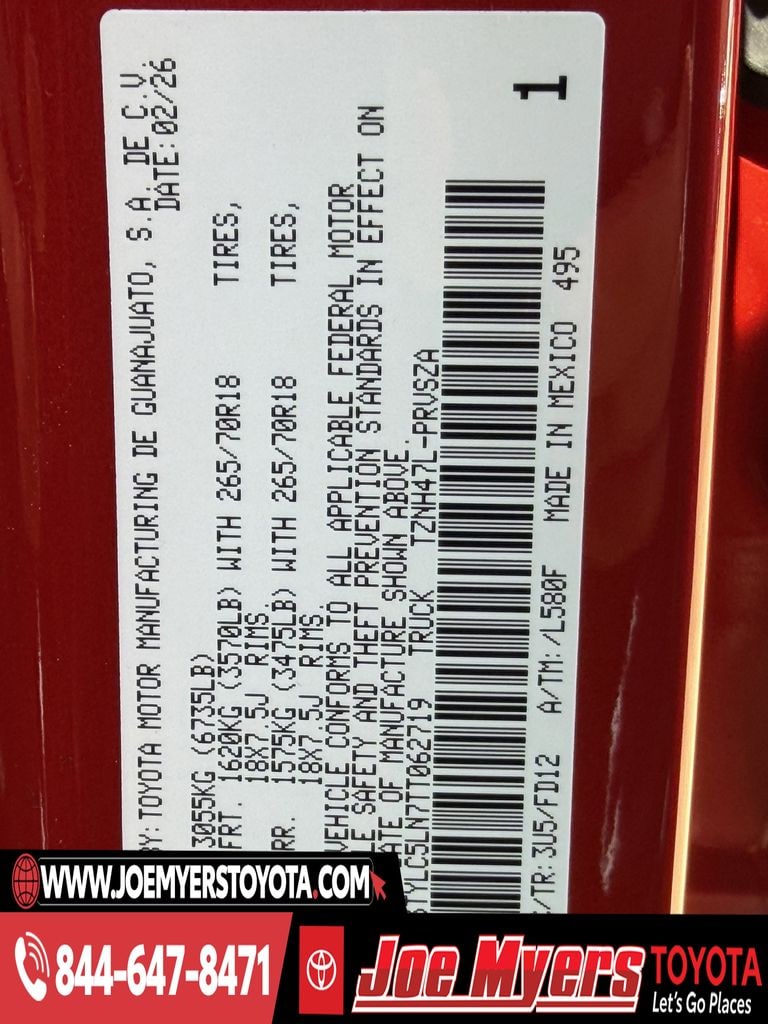 BY: TOYOTA MOTOR MANUFACTURING DE GUANAJUATO, S.A. DE C.V.
DATE: 02/26
3055KG (6735LB)
FRT. 1620KG (3570LB) WITH 265/70R18 TIRES,
18X7.5J RIMS
RR. 1575KG (3475LB) WITH 265/70R18 TIRES,
18X7.5J RIMS.
VEHICLE CONFORMS TO ALL APPLICABLE FEDERAL MOTOR
SAFETY AND THEFT PREVENTION STANDARDS IN EFFECT ON
OF MANUFACTURE SHOWN ABOVE.
TYLC5LN7TT062719 TRUCK TZNH47L-PRVSZA
/TR: 3U5/FD12 A/TM: /L580F MADE IN MEXICO 495
1
WWW.JOEMYERSTOYOTA.COM
844-647-8471
Joe Myers TOYOTA
Let's Go Places